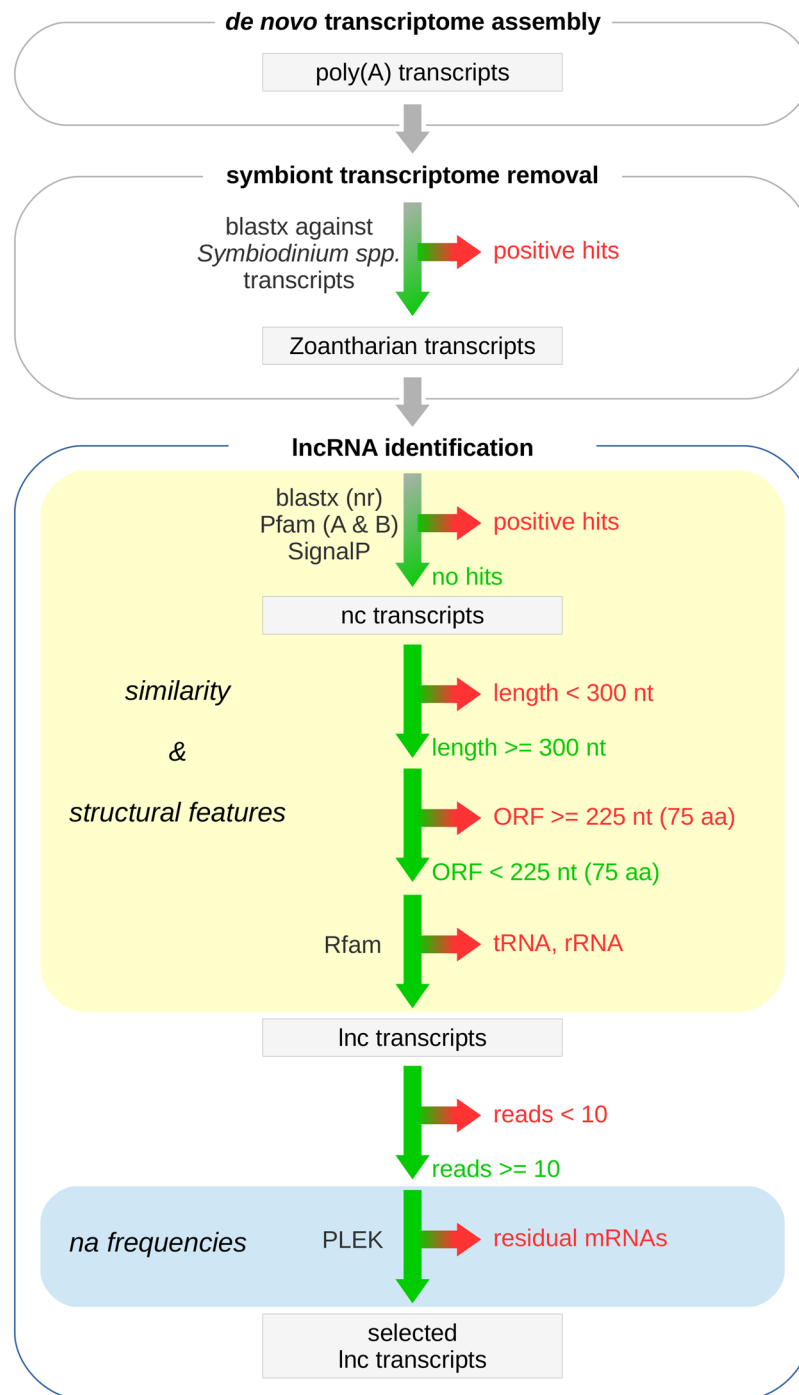 de novo transcriptome assembly
poly(A) transcripts
symbiont transcriptome removal
blastx against
Symbiodinium spp.
transcripts
positive hits
Zoantharian transcripts
lncRNA identification
blastx (nr)
Pfam (A & B)
SignalP
positive hits
no hits
nc transcripts
similarity
&
structural features
length < 300 nt
length >= 300 nt
ORF >= 225 nt (75 aa)
ORF < 225 nt (75 aa)
Rfam
tRNA, rRNA
lnc transcripts
reads < 10
reads >= 10
na frequencies
PLEK
residual mRNAs
selected
lnc transcripts